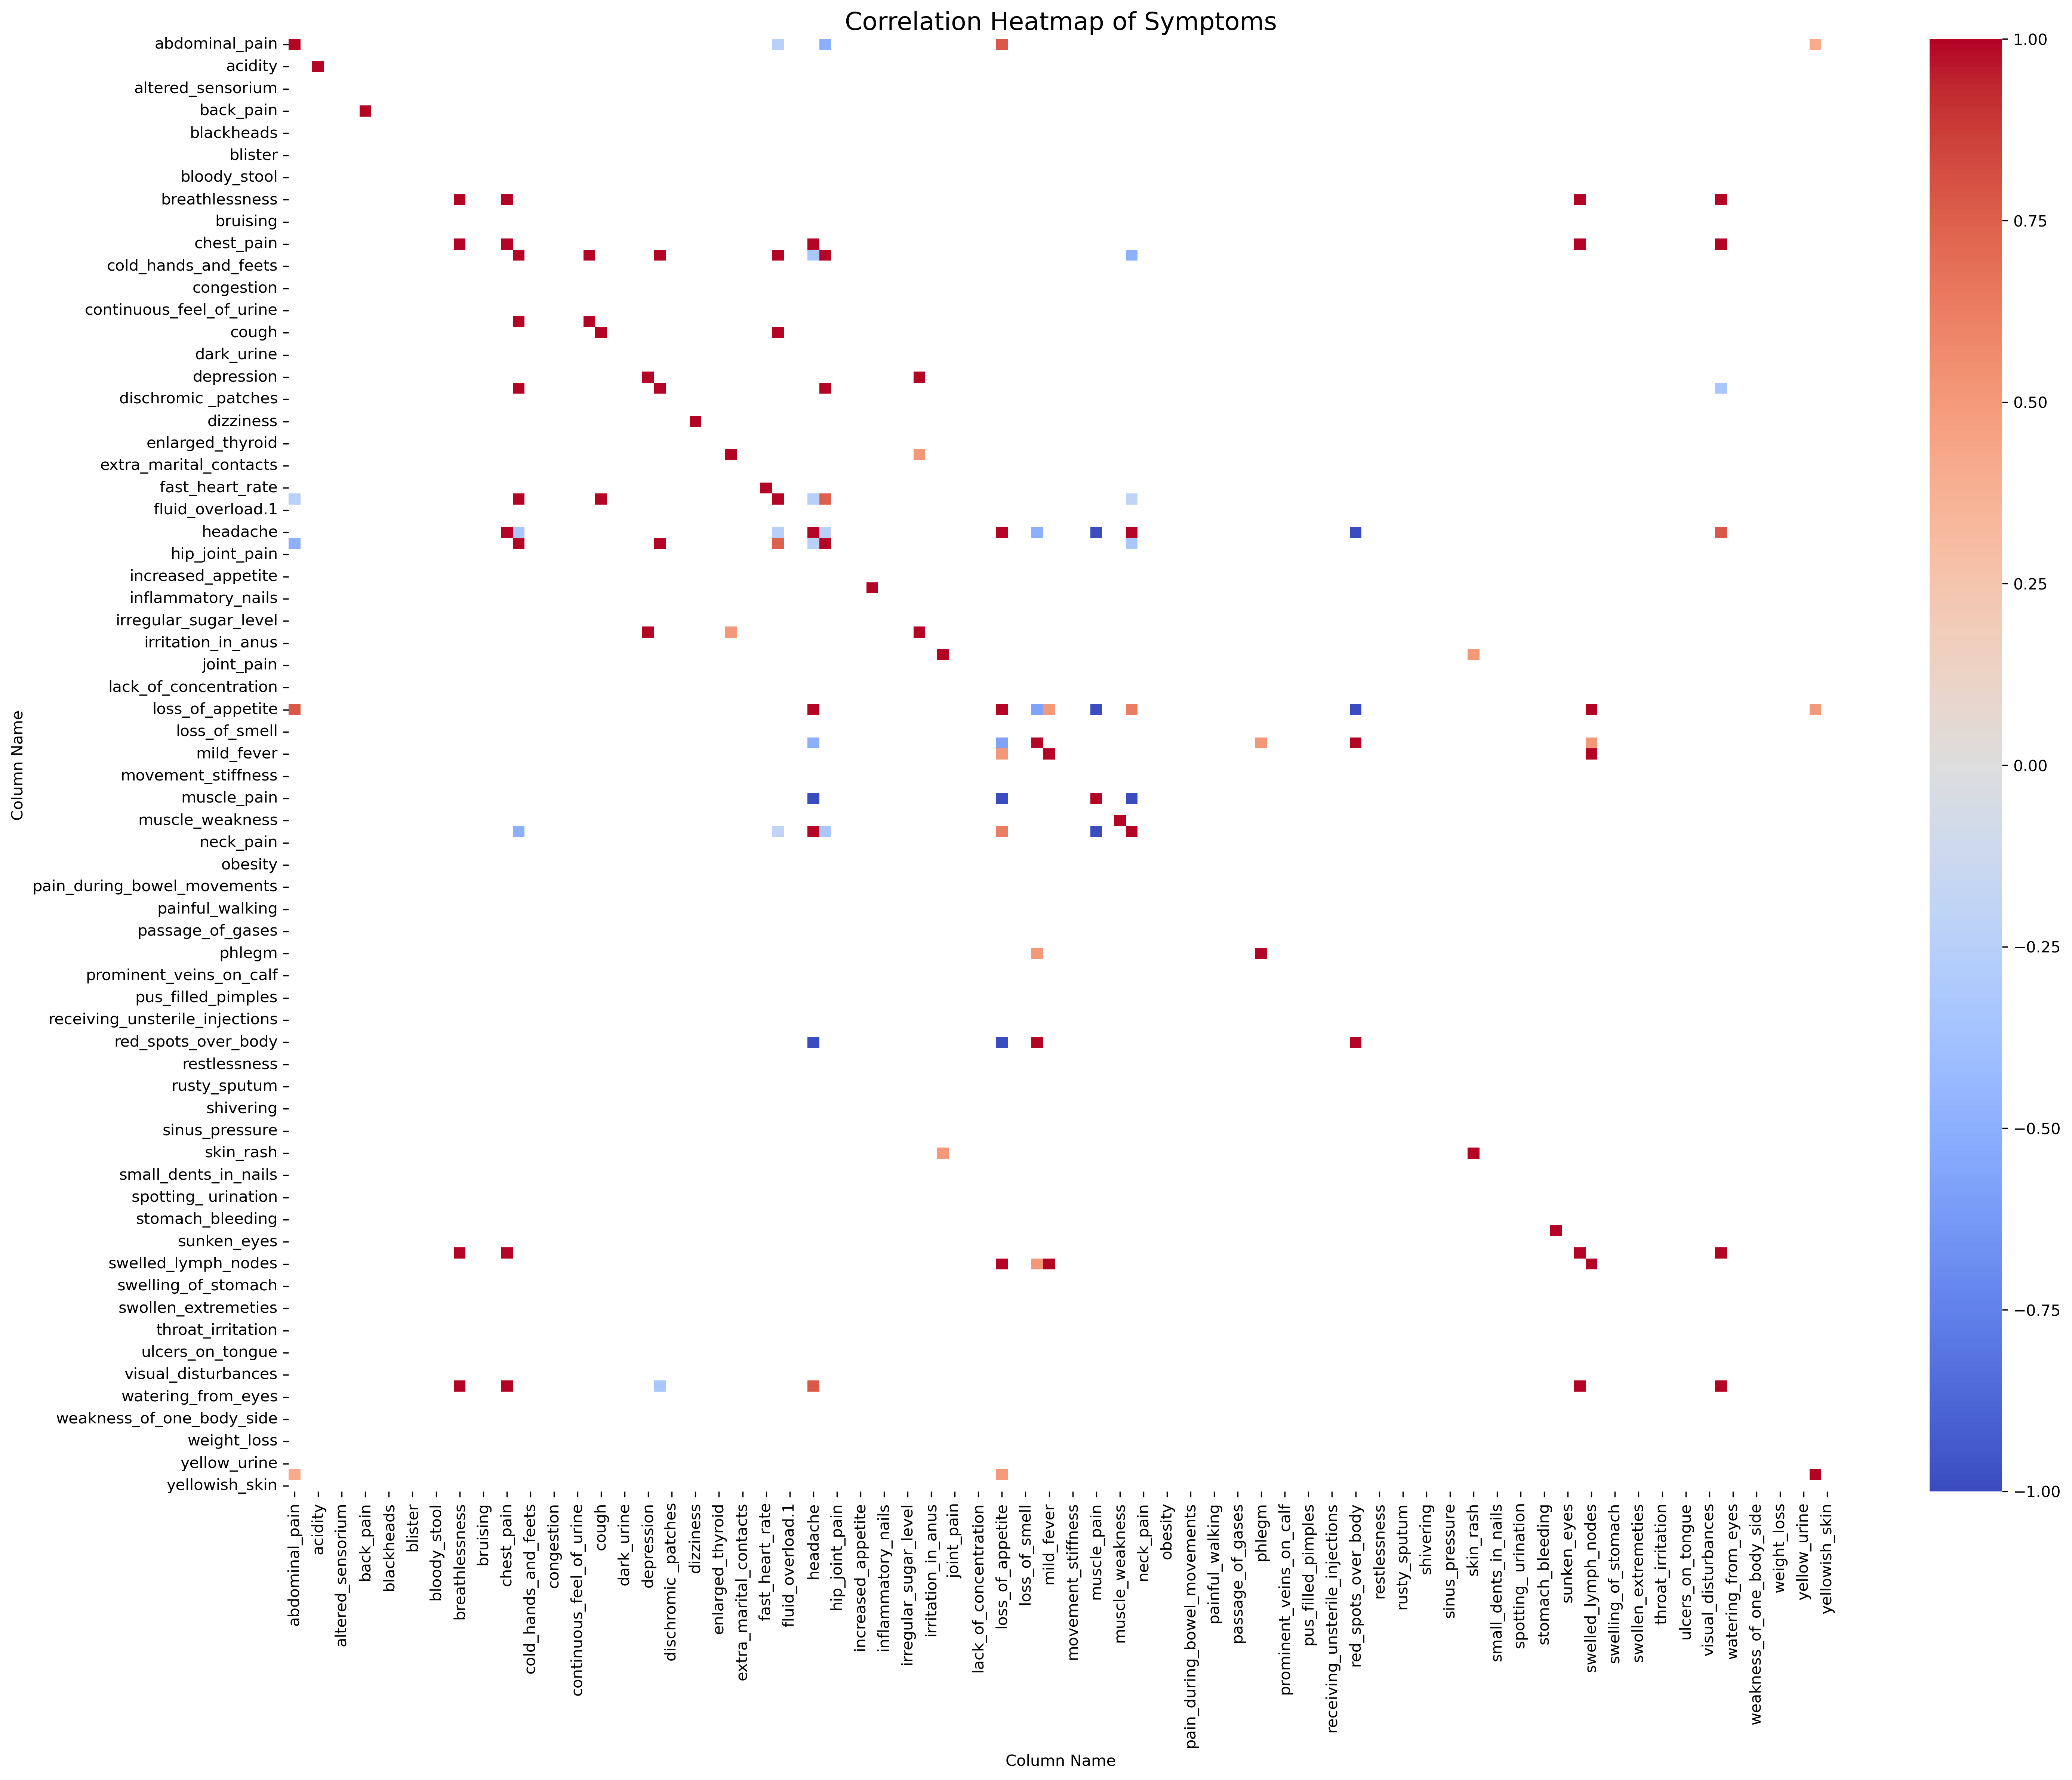 Correlation Heatmap of Symptoms
abdominal_pain
acidity
altered_sensorium
back_pain
blackheads
blister
bloody_stool
breathlessness
bruising
chest_pain
cold_hands_and_feets
congestion
continuous_feel_of_urine
cough
dark_urine
depression
dischromic _patches
dizziness
enlarged_thyroid
extra_marital_contacts
fast_heart_rate
fluid_overload.1
headache
hip_joint_pain
increased_appetite
inflammatory_nails
irregular_sugar_level
irritation_in_anus
joint_pain
lack_of_concentration
loss_of_appetite
loss_of_smell
mild_fever
movement_stiffness
muscle_pain
muscle_weakness
neck_pain
obesity
pain_during_bowel_movements
painful_walking
passage_of_gases
phlegm
prominent_veins_on_calf
pus_filled_pimples
receiving_unsterile_injections
red_spots_over_body
restlessness
rusty_sputum
shivering
sinus_pressure
skin_rash
small_dents_in_nails
spotting_ urination
stomach_bleeding
sunken_eyes
swelled_lymph_nodes
swelling_of_stomach
swollen_extremeties
throat_irritation
ulcers_on_tongue
visual_disturbances
watering_from_eyes
weakness_of_one_body_side
weight_loss
yellow_urine
yellowish_skin
Column Name
abdominal_pain
acidity
altered_sensorium
back_pain
blackheads
blister
bloody_stool
breathlessness
bruising
chest_pain
cold_hands_and_feets
congestion
continuous_feel_of_urine
cough
dark_urine
depression
dischromic _patches
dizziness
enlarged_thyroid
extra_marital_contacts
fast_heart_rate
fluid_overload.1
headache
hip_joint_pain
increased_appetite
inflammatory_nails
irregular_sugar_level
irritation_in_anus
joint_pain
lack_of_concentration
loss_of_appetite
loss_of_smell
mild_fever
movement_stiffness
muscle_pain
muscle_weakness
neck_pain
obesity
pain_during_bowel_movements
painful_walking
passage_of_gases
phlegm
prominent_veins_on_calf
pus_filled_pimples
receiving_unsterile_injections
red_spots_over_body
restlessness
rusty_sputum
shivering
sinus_pressure
skin_rash
small_dents_in_nails
spotting_ urination
stomach_bleeding
sunken_eyes
swelled_lymph_nodes
swelling_of_stomach
swollen_extremeties
throat_irritation
ulcers_on_tongue
visual_disturbances
watering_from_eyes
weakness_of_one_body_side
weight_loss
yellow_urine
yellowish_skin
Column Name
1.00
0.75
0.50
0.25
0.00
−0.25
−0.50
−0.75
−1.00